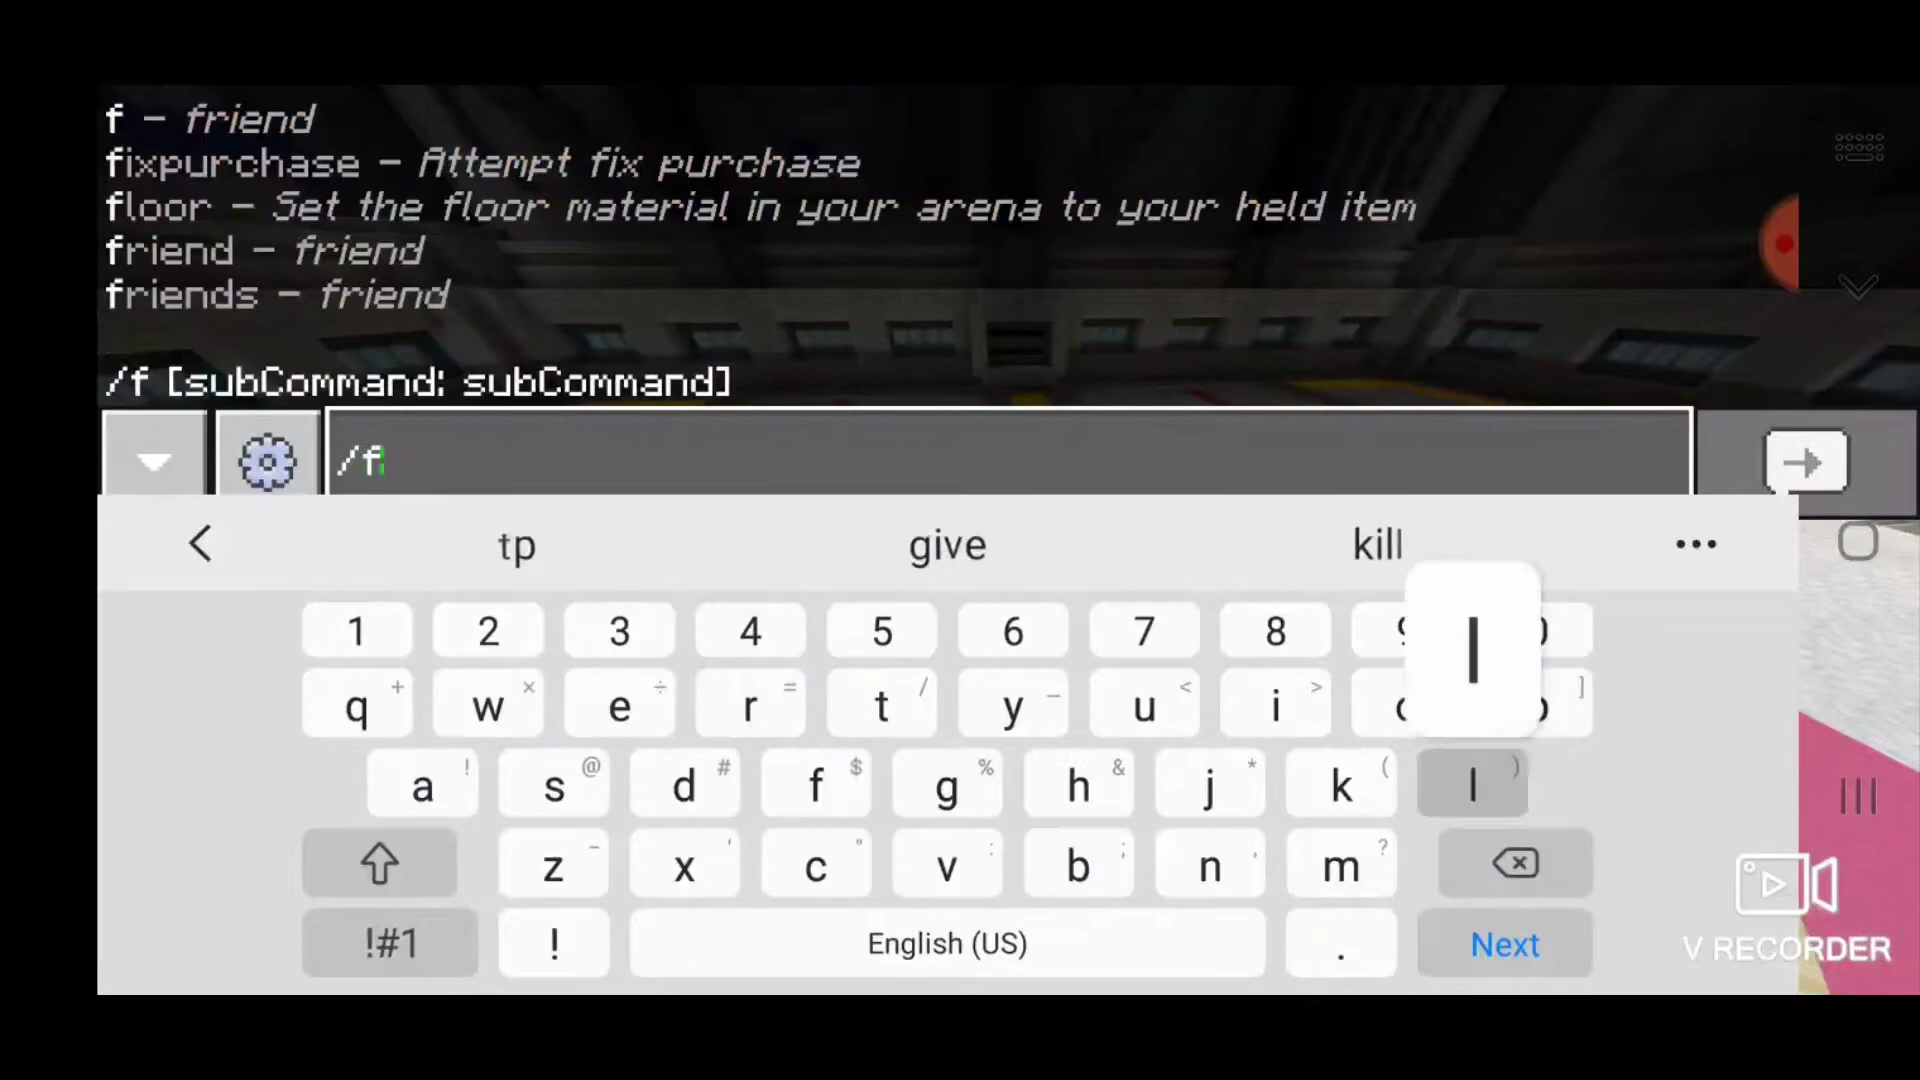 f – friend
fixpurchase – Attempt fix purchase
floor – Set the floor material in your arena to your held item
friend – friend
friends – friend
/f [subCommand: subCommand]
/f
tp give kill •••
1 2 3 4 5 6 7 8
l
q + w × e ÷ r = t / y _ u < i > ]
a ! s @ d # f $ g % h & j * k ( l )
z - x ' c " v : b ; n , m ?
!#1 ! English (US) . Next
V RECORDER